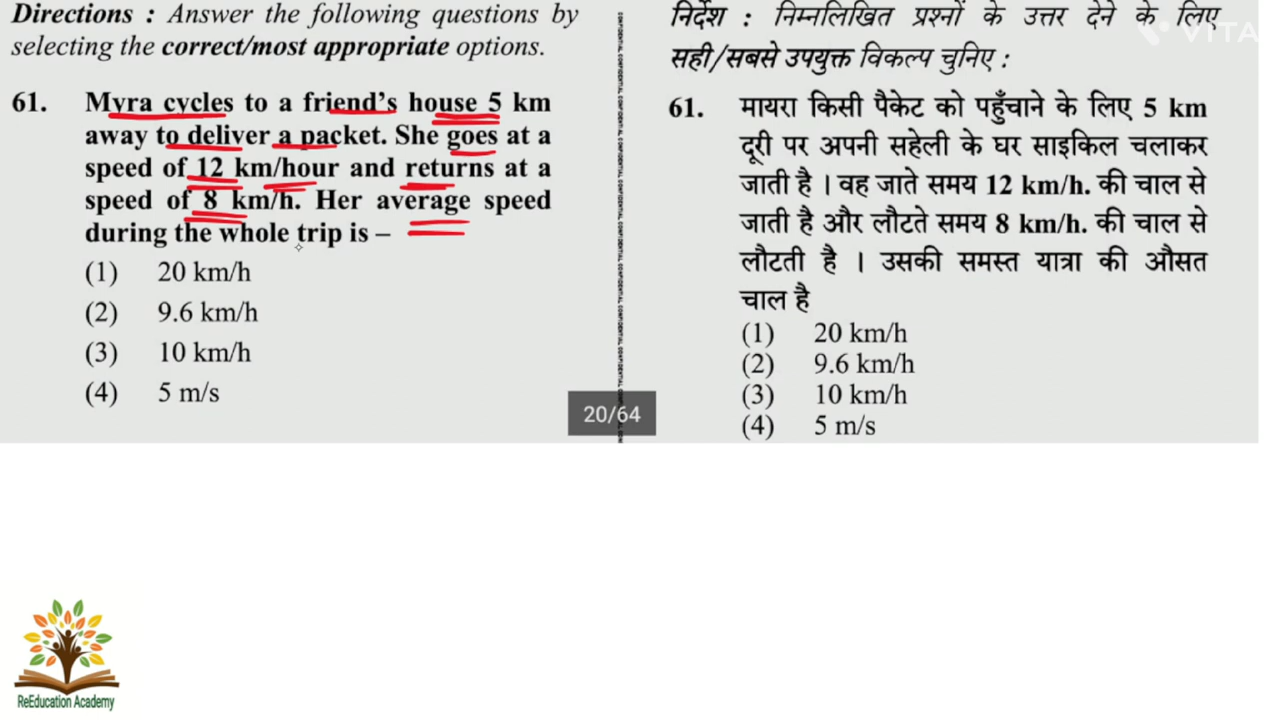 Directions : Answer the following questions by
selecting the correct/most appropriate options.
61. Myra cycles to a friend's house 5 km
away to deliver a packet. She goes at a
speed of 12 km/hour and returns at a
speed of 8 km/h. Her average speed
during the whole trip is –
(1) 20 km/h
(2) 9.6 km/h
(3) 10 km/h
(4) 5 m/s
निर्देश : निम्नलिखित प्रश्नों के उत्तर देने के लिए
सही/सबसे उपयुक्त विकल्प चुनिए :
61. मायरा किसी पैकेट को पहुँचाने के लिए 5 km
दूरी पर अपनी सहेली के घर साइकिल चलाकर
जाती है । वह जाते समय 12 km/h. की चाल से
जाती है और लौटते समय 8 km/h. की चाल से
लौटती है । उसकी समस्त यात्रा की औसत
चाल है
(1) 20 km/h
(2) 9.6 km/h
(3) 10 km/h
(4) 5 m/s
VITA
20/64
ReEducation Academy